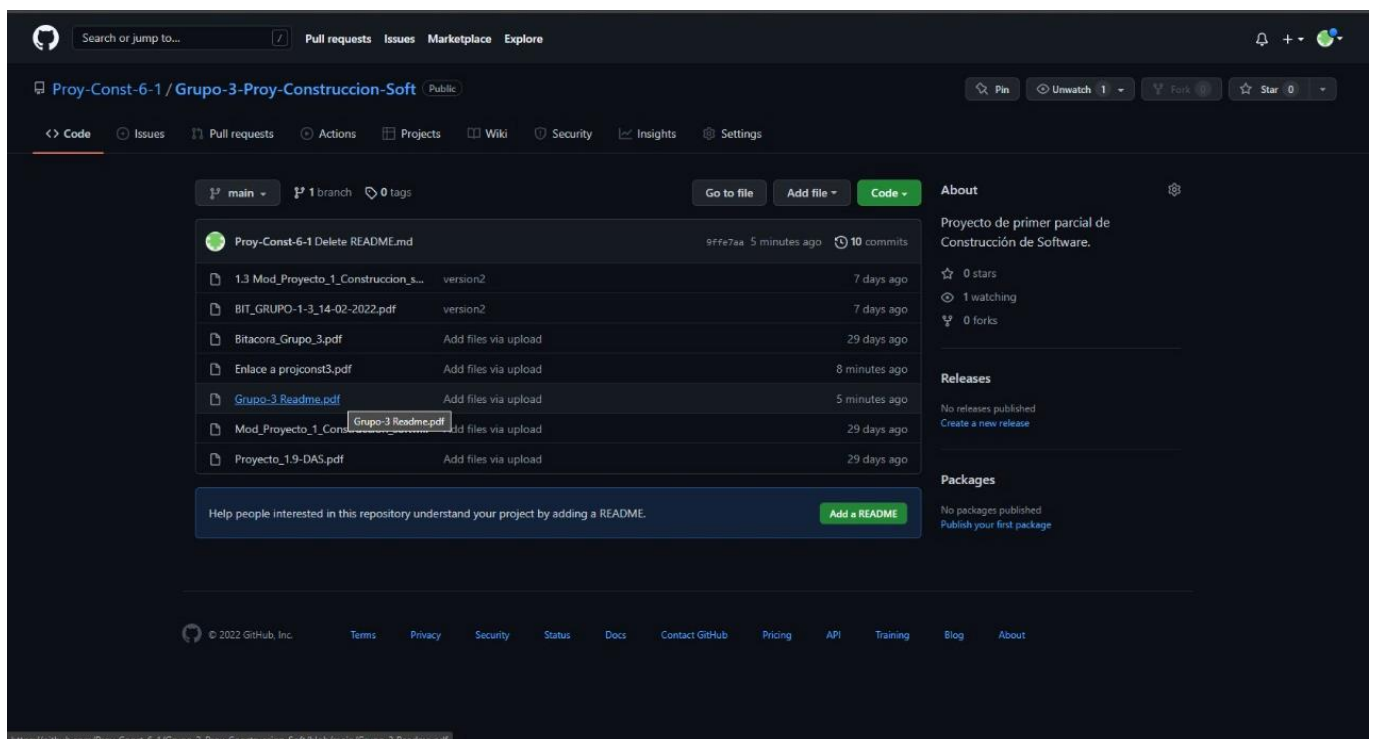 Search or jump to... / Pull requests Issues Marketplace Explore
Proy-Const-6-1 / Grupo-3-Proy-Construccion-Soft Public Pin Unwatch 1 Fork 0 Star 0
Code Issues Pull requests Actions Projects Wiki Security Insights Settings
main 1 branch 0 tags Go to file Add file Code
About
Proyecto de primer parcial de
Construcción de Software.
0 stars
1 watching
0 forks
Releases
No releases published
Create a new release
Packages
No packages published
Publish your first package
Proy-Const-6-1 Delete README.md 9ffe7aa 5 minutes ago 10 commits
1.3 Mod_Proyecto_1_Construccion_s... version2 7 days ago
BIT_GRUPO-1-3_14-02-2022.pdf version2 7 days ago
Bitacora_Grupo_3.pdf Add files via upload 29 days ago
Enlace a projconst3.pdf Add files via upload 8 minutes ago
Grupo-3 Readme.pdf Add files via upload 5 minutes ago
Grupo-3 Readme.pdf
Mod_Proyecto_1_Cons files via upload 29 days ago
Proyecto_1.9-DAS.pdf Add files via upload 29 days ago
Help people interested in this repository understand your project by adding a README. Add a README
© 2022 GitHub, Inc. Terms Privacy Security Status Docs Contact GitHub Pricing API Training Blog About